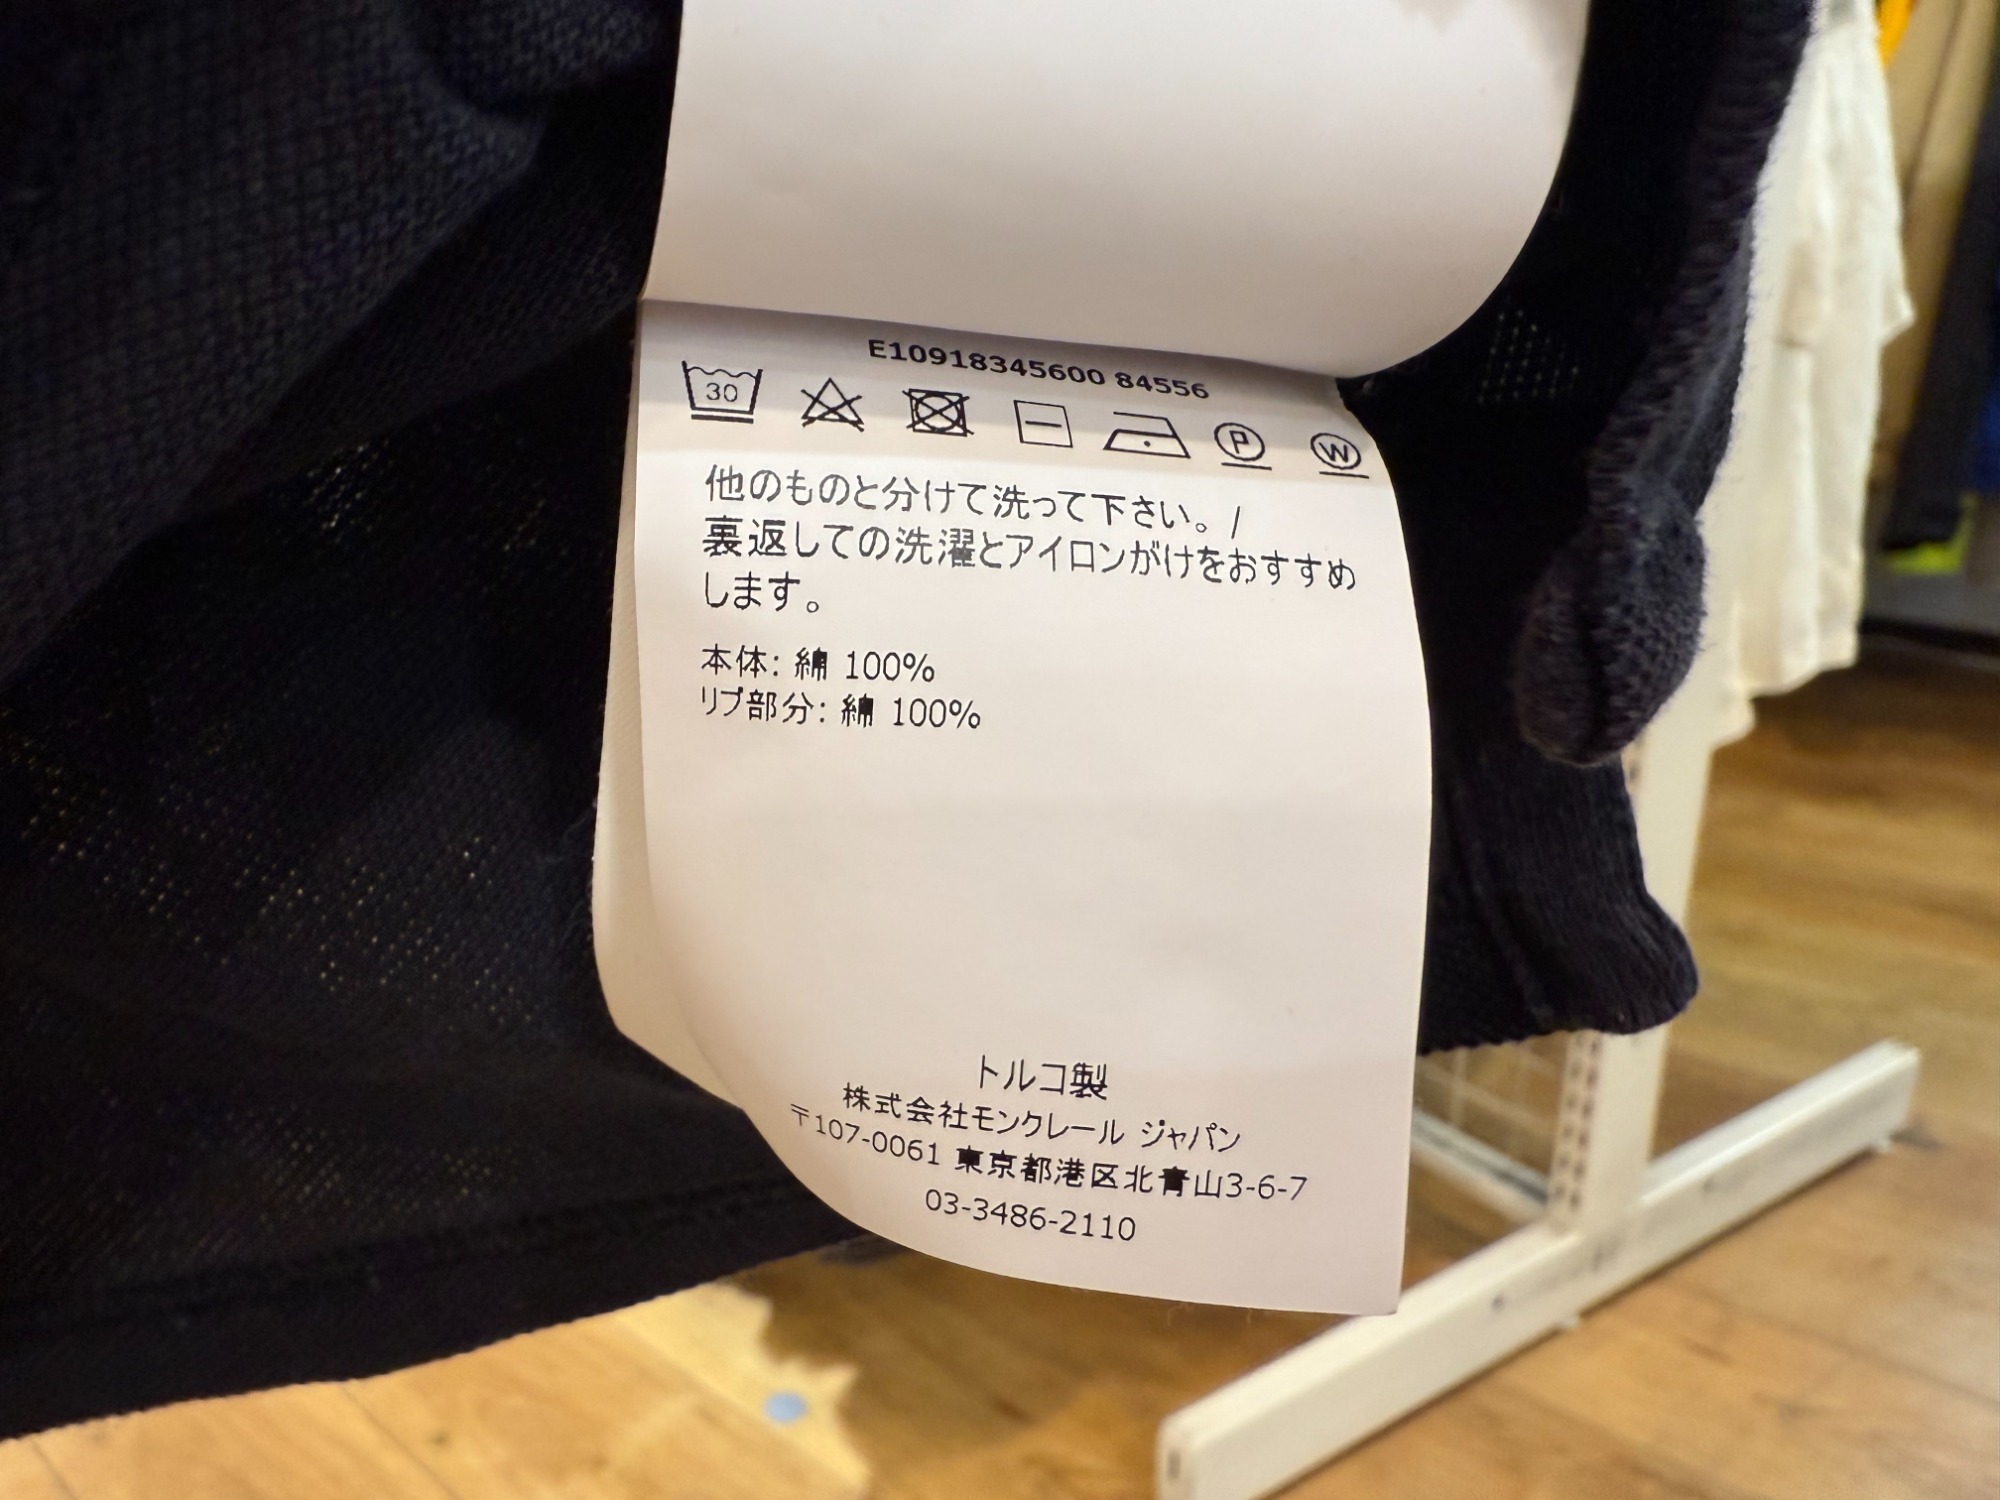 E10918345600 84556
30
P
W
他のものと分けて洗って下さい。/
裏返しての洗濯とアイロンがけをおすすめ
します。
本体: 綿 100%
リブ部分: 綿 100%
トルコ製
株式会社モンクレール ジャパン
〒107-0061 東京都港区北青山3-6-7
03-3486-2110